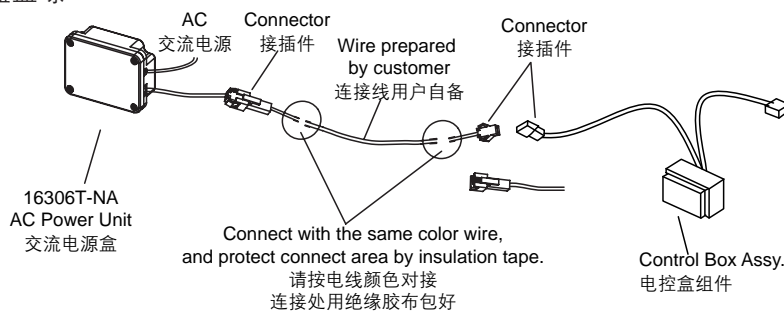 AC
交流电源
Connector
接插件
Wire prepared
by customer
连接线用户自备
Connector
接插件
16306T-NA
AC Power Unit
交流电源盒
Connect with the same color wire,
and protect connect area by insulation tape.
请按电线颜色对接
连接处用绝缘胶布包好
Control Box Assy.
电控盒组件